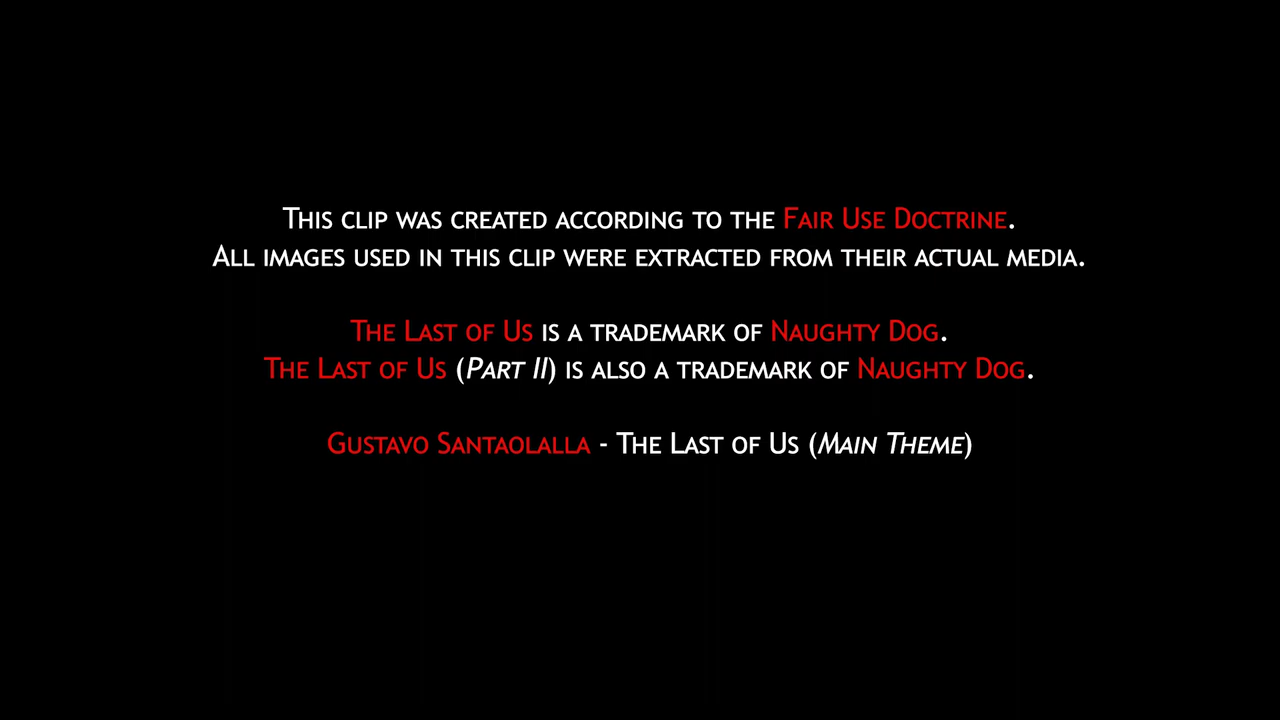 This clip was created according to the Fair Use Doctrine.
All images used in this clip were extracted from their actual media.
The Last of Us is a trademark of Naughty Dog.
The Last of Us (Part II) is also a trademark of Naughty Dog.
Gustavo Santaolalla - The Last of Us (Main Theme)